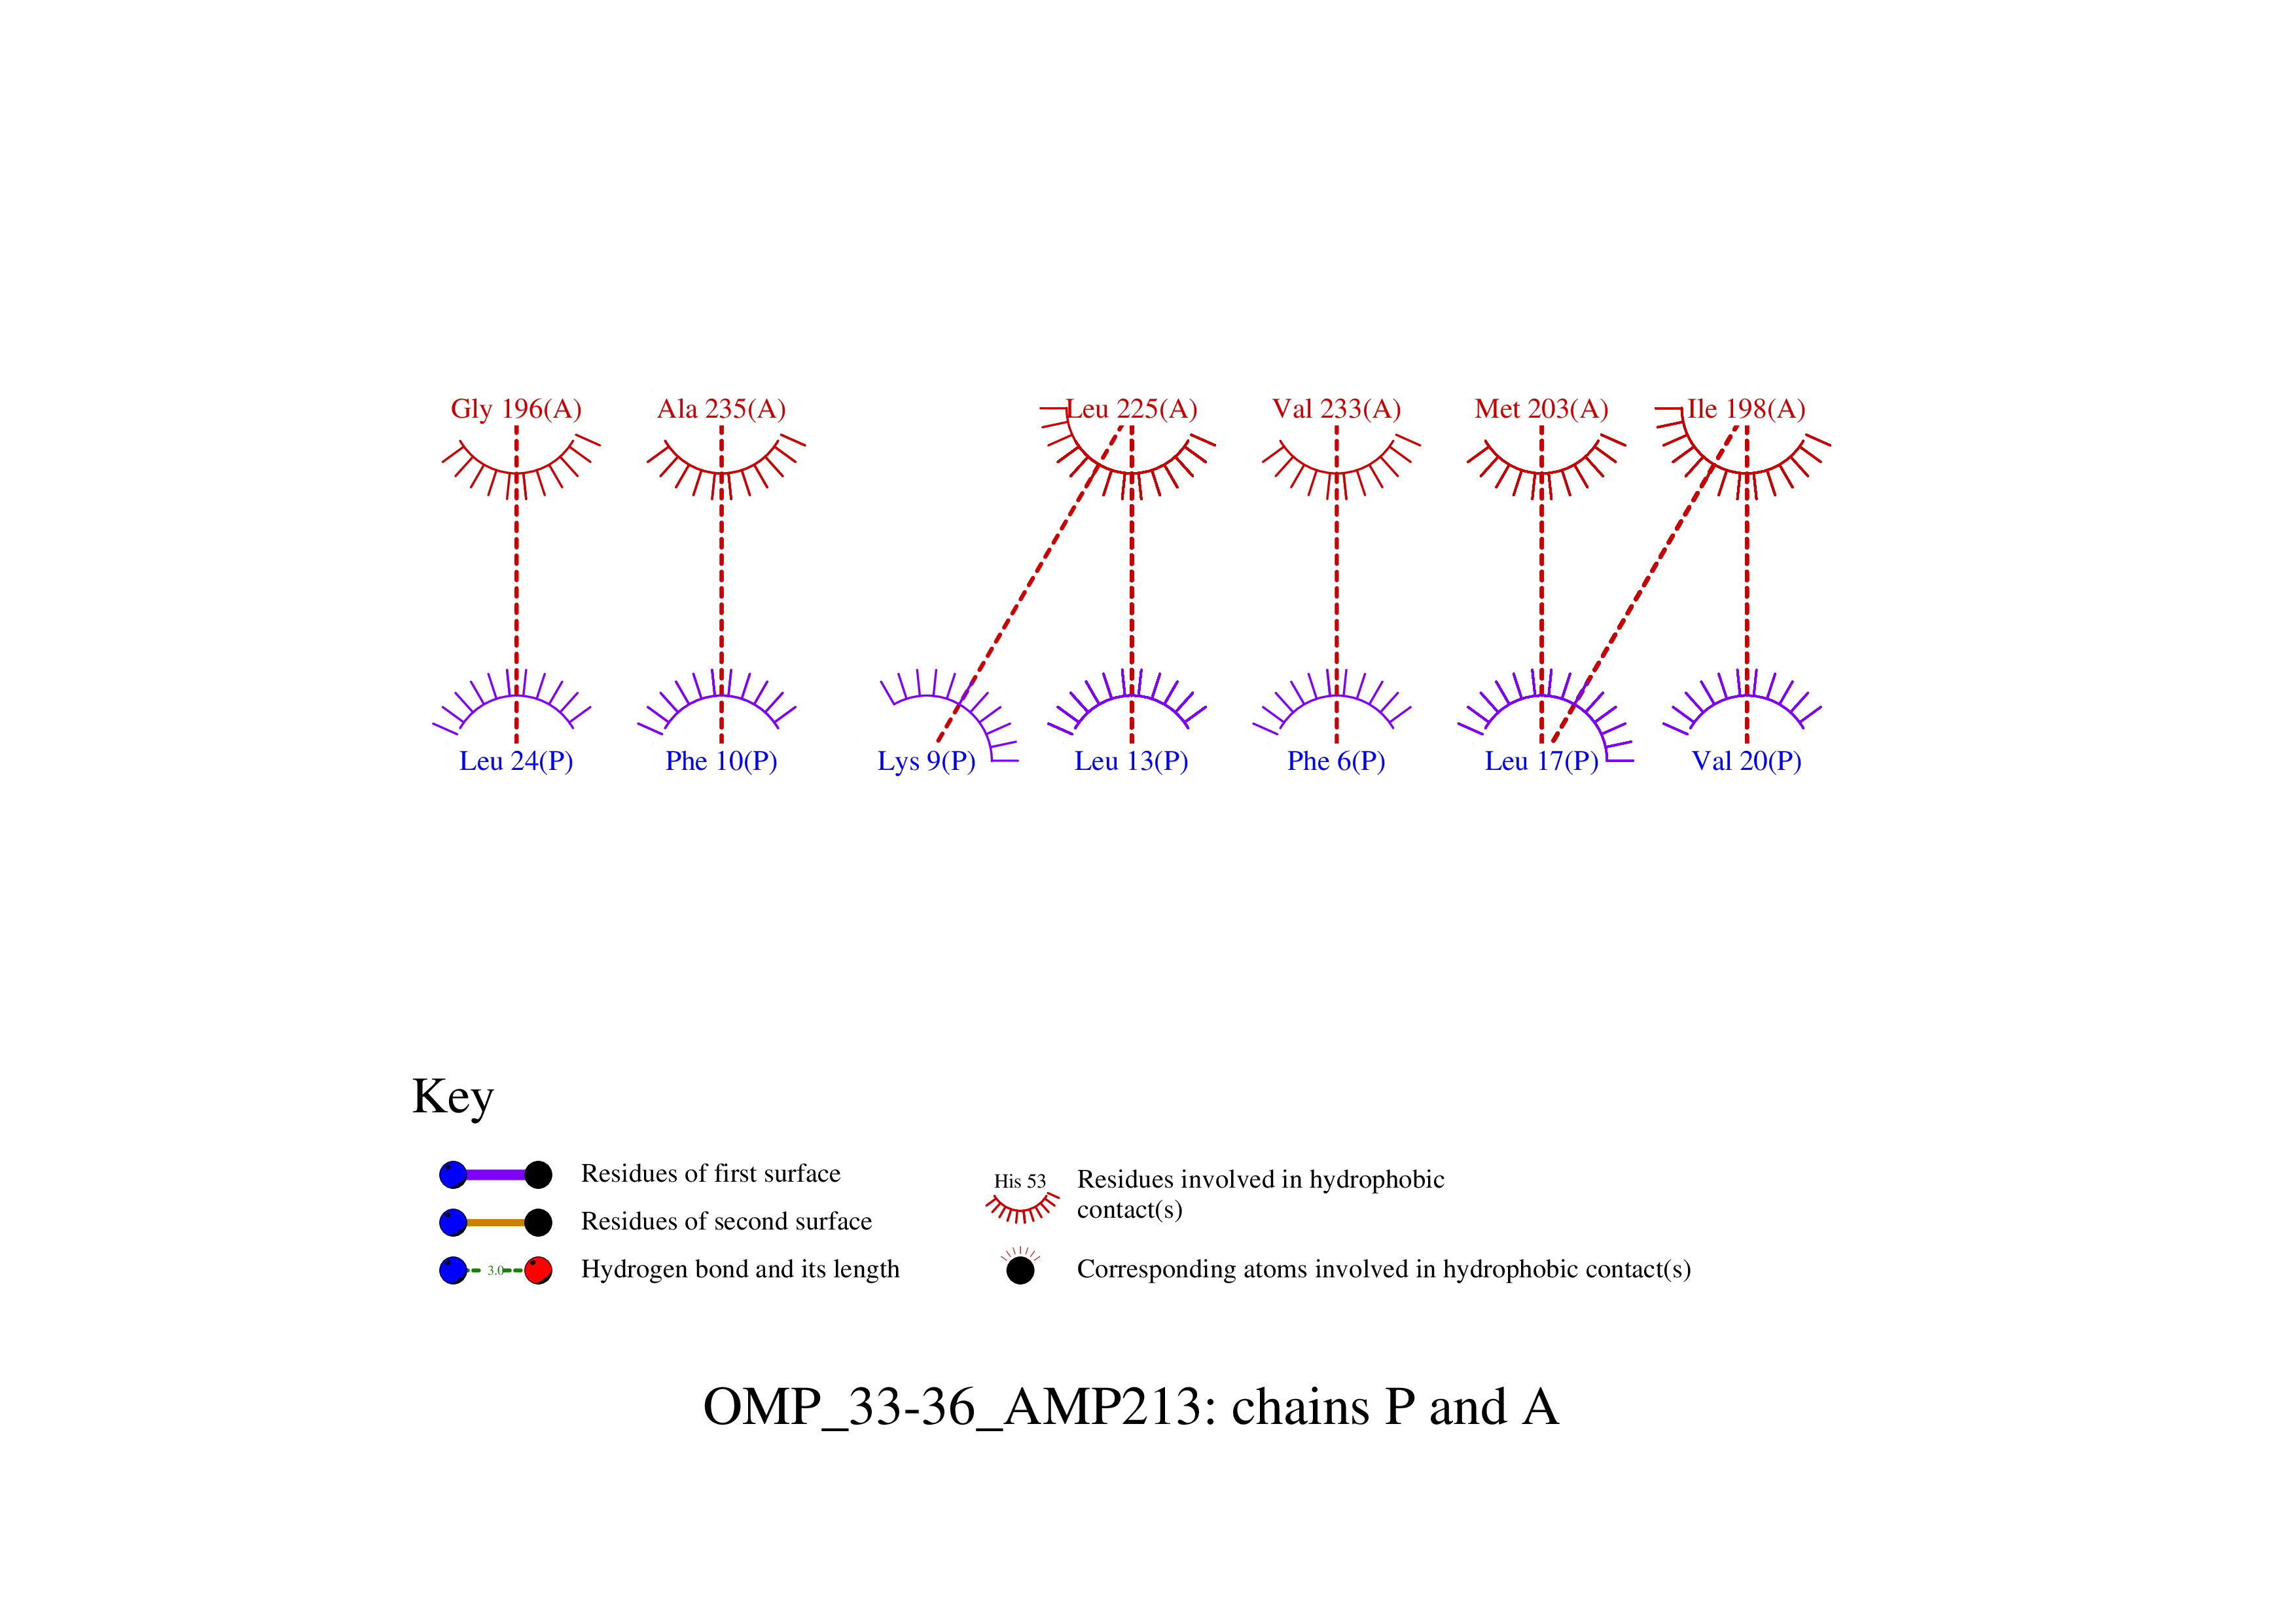 Gly 196(A) Ala 235(A) Leu 225(A) Val 233(A) Met 203(A) Ile 198(A)
Leu 24(P) Phe 10(P) Lys 9(P) Leu 13(P) Phe 6(P) Leu 17(P) Val 20(P)
Key
Residues of first surface
Residues of second surface
3.0 Hydrogen bond and its length
His 53 Residues involved in hydrophobic
contact(s)
Corresponding atoms involved in hydrophobic contact(s)
OMP_33-36_AMP213: chains P and A